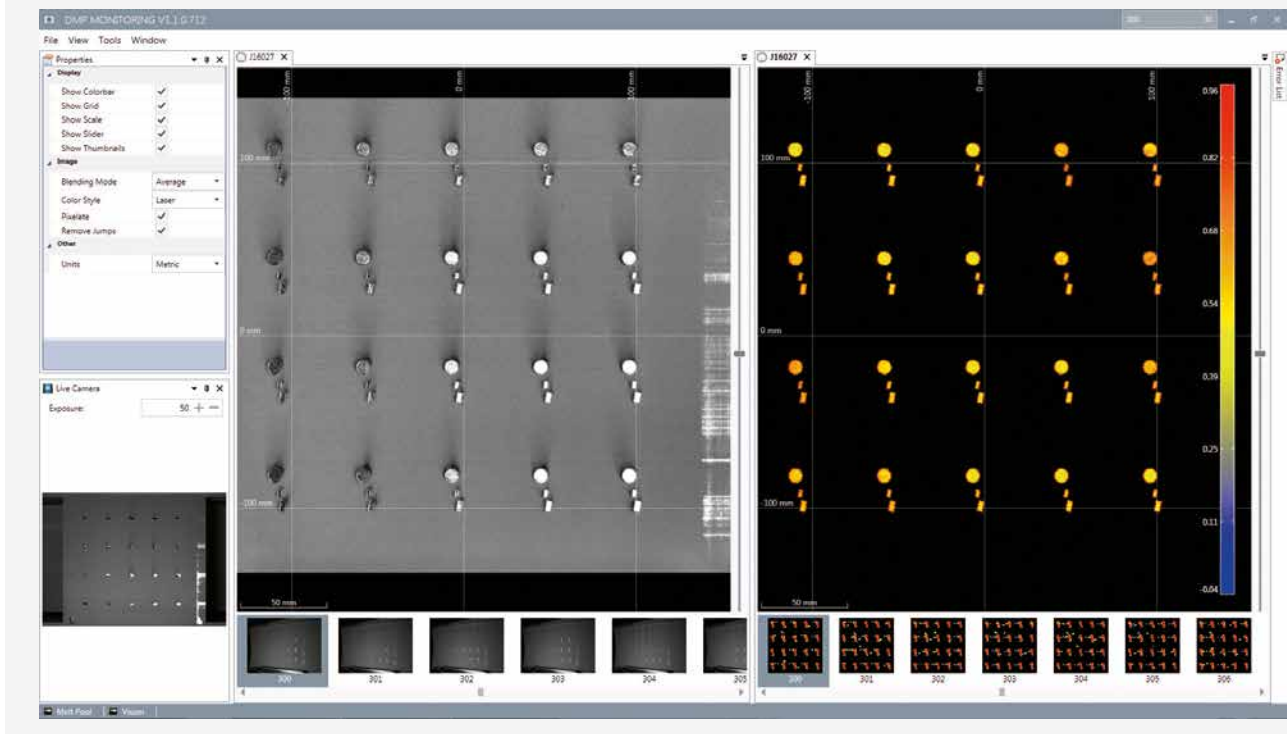 DMP MONITORING V1.1.0.712
File View Tools Window
Properties
Display
Show Colorbar
Show Grid
Show Scale
Show Slider
Show Thumbnails
Image
Blending Mode Average
Color Style Laser
Pixelate
Remove Jumps
Other
Units Metric
Live Camera
Exposure: 50
J16027
-100 mm
0 mm
100 mm
100 mm
0 mm
-100 mm
50 mm
300 301 302 303 304 305
J16027
-100 mm
0 mm
100 mm
100 mm
0 mm
-100 mm
50 mm
0.96
0.82
0.68
0.54
0.39
0.25
0.11
-0.04
300 301 302 303 304 305 306
Error List
Melt Pool Vision